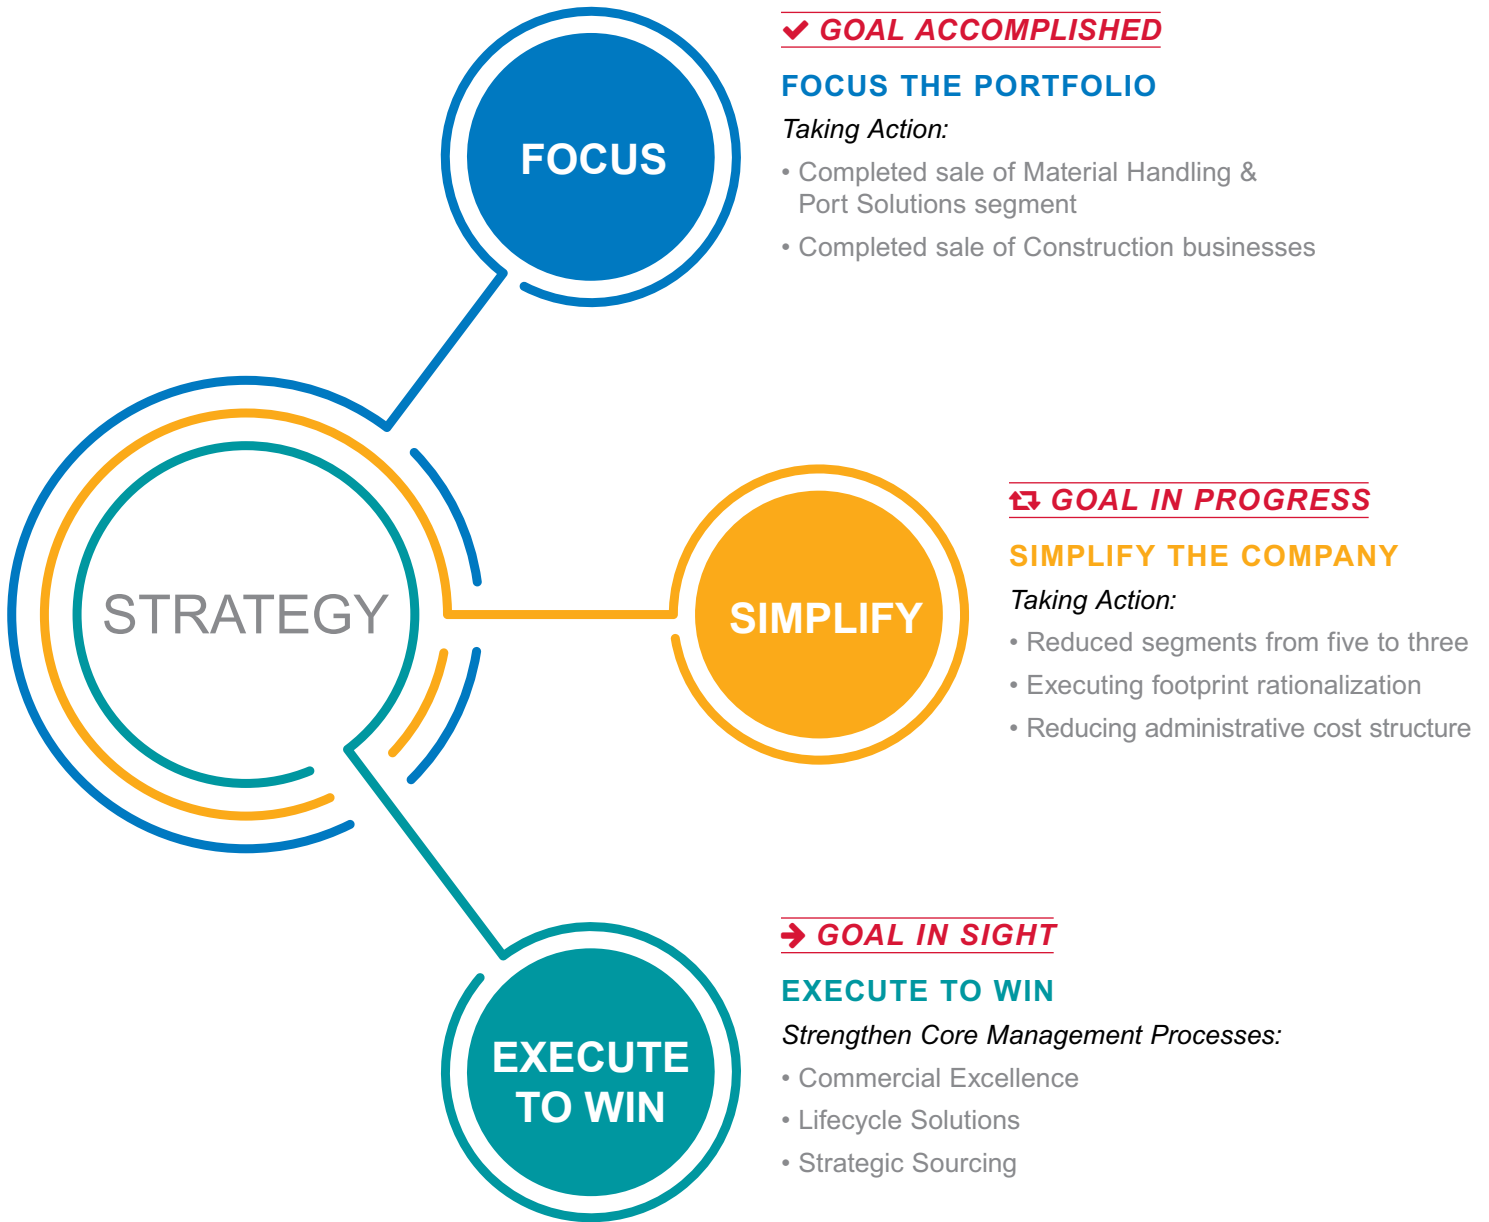 ✔ GOAL ACCOMPLISHED
FOCUS THE PORTFOLIO
Taking Action:
• Completed sale of Material Handling &
Port Solutions segment
• Completed sale of Construction businesses
FOCUS
STRATEGY
GOAL IN PROGRESS
SIMPLIFY THE COMPANY
Taking Action:
• Reduced segments from five to three
• Executing footprint rationalization
• Reducing administrative cost structure
SIMPLIFY
➔ GOAL IN SIGHT
EXECUTE TO WIN
Strengthen Core Management Processes:
• Commercial Excellence
• Lifecycle Solutions
• Strategic Sourcing
EXECUTE
TO WIN